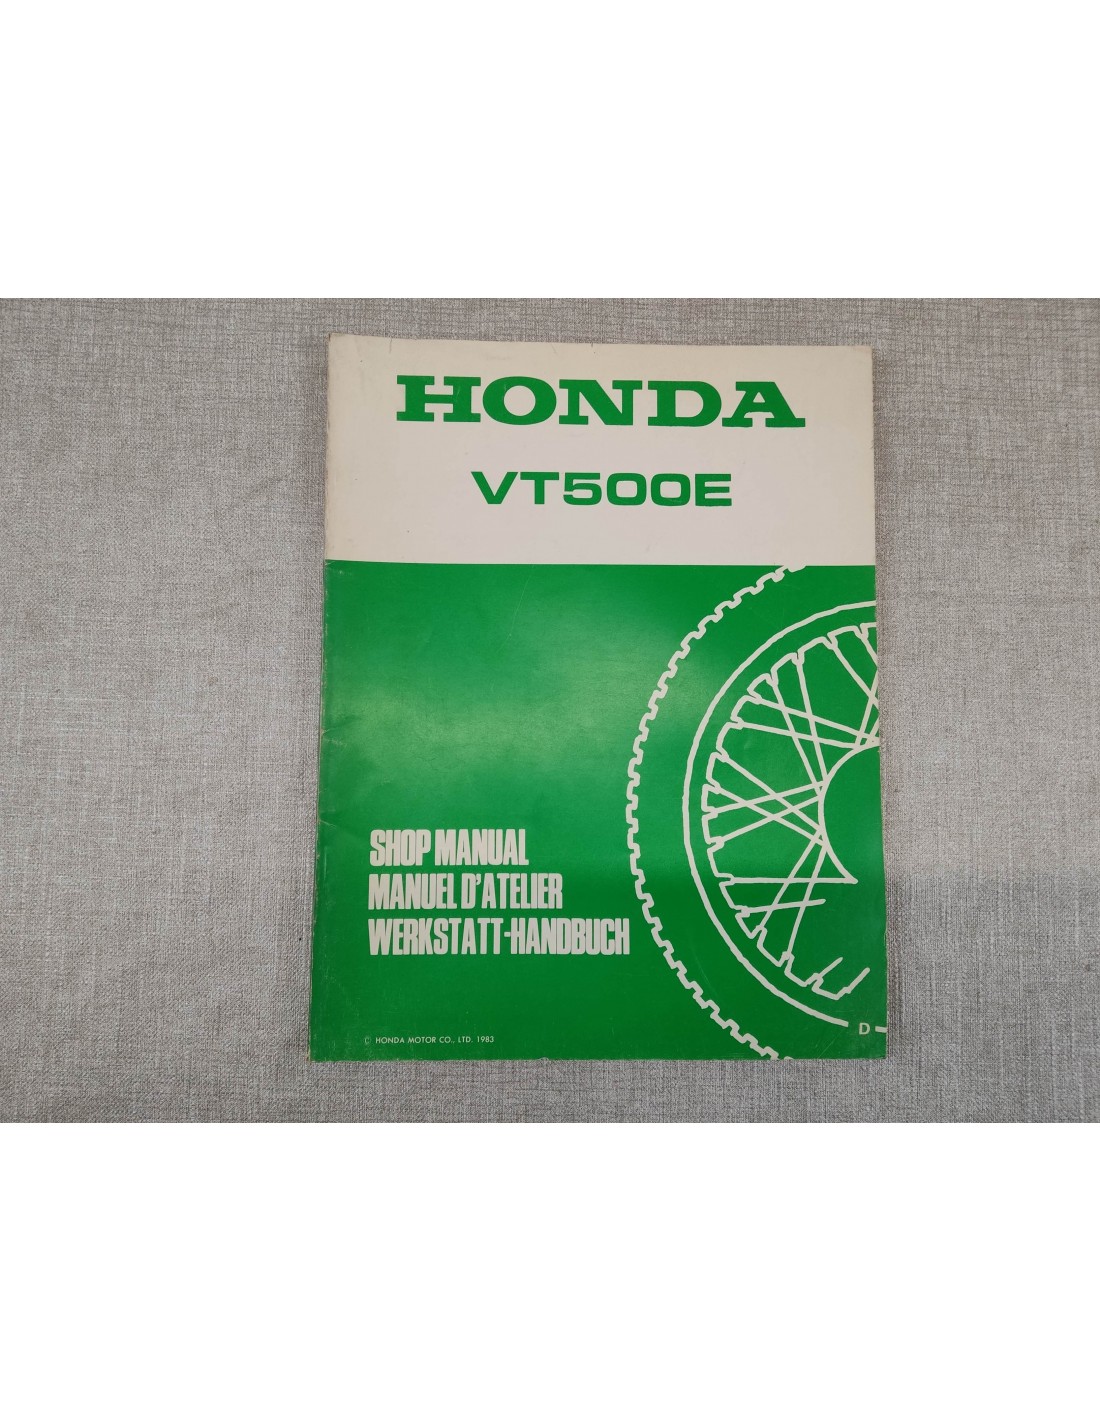 HONDA
VT500E
SHOP MANUAL
MANUEL D'ATELIER
WERKSTATT-HANDBUCH
© HONDA MOTOR CO., LTD. 1983
D